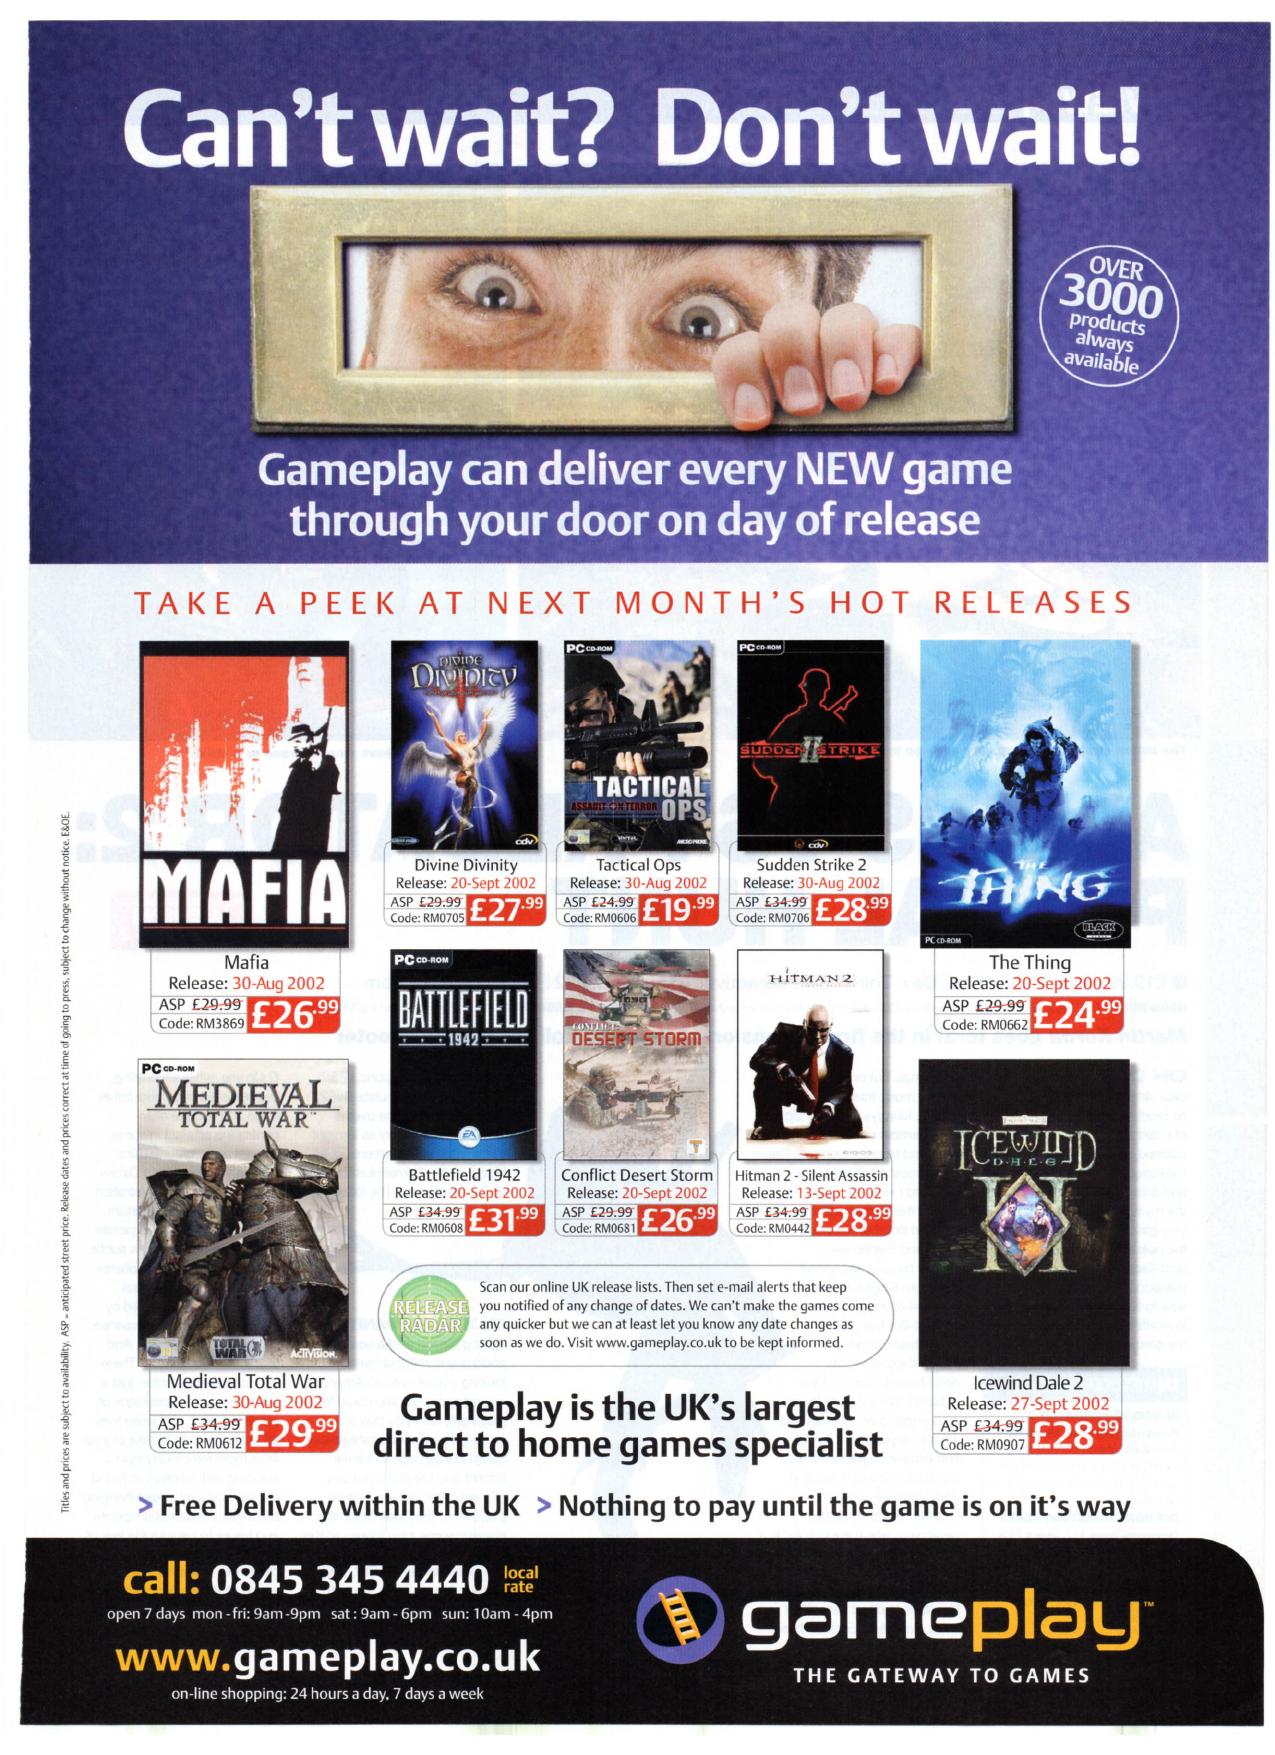 Can't wait? Don't wait!
OVER
3000
products
always
available
Gameplay can deliver every NEW game
through your door on day of release
TAKE A PEEK AT NEXT MONTH'S HOT RELEASES
MAFIA
Mafia
Release: 30-Aug 2002
ASP £29.99
Code: RM3869
£26.99
DIVINE
DIVINITY
cdv
Divine Divinity
Release: 20-Sept 2002
ASP £29.99
Code: RM0705
£27.99
PC CD-ROM
TACTICAL
OPS
ASSAULT ON TERROR
Tactical Ops
Release: 30-Aug 2002
ASP £24.99
Code: RM0606
£19.99
PC CD-ROM
SUDDEN STRIKE
II
cdv
Sudden Strike 2
Release: 30-Aug 2002
ASP £34.99
Code: RM0706
£28.99
THE
THING
PC CD-ROM
BLACK
The Thing
Release: 20-Sept 2002
ASP £29.99
Code: RM0662
£24.99
PC CD-ROM
MEDIEVAL
TOTAL WAR™
TOTAL
WAR
ACTIVISION.
Medieval Total War
Release: 30-Aug 2002
ASP £34.99
Code: RM0612
£29.99
PC CD-ROM
BATTLEFIELD
1942
EA
Battlefield 1942
Release: 20-Sept 2002
ASP £34.99
Code: RM0608
£31.99
CONFLICT:
DESERT STORM
Conflict Desert Storm
Release: 20-Sept 2002
ASP £29.99
Code: RM0681
£26.99
HITMAN 2
eidos
Hitman 2 - Silent Assassin
Release: 13-Sept 2002
ASP £34.99
Code: RM0442
£28.99
ICEWIND
DALE
II
Icewind Dale 2
Release: 27-Sept 2002
ASP £34.99
Code: RM0907
£28.99
RELEASE
RADAR
Scan our online UK release lists. Then set e-mail alerts that keep
you notified of any change of dates. We can't make the games come
any quicker but we can at least let you know any date changes as
soon as we do. Visit www.gameplay.co.uk to be kept informed.
Gameplay is the UK's largest
direct to home games specialist
> Free Delivery within the UK > Nothing to pay until the game is on it's way
Titles and prices are subject to availability. ASP = anticipated street price. Release dates and prices correct at time of going to press, subject to change without notice. E&OE.
call: 0845 345 4440 local rate
open 7 days mon - fri: 9am -9pm sat : 9am - 6pm sun: 10am - 4pm
www.gameplay.co.uk
on-line shopping: 24 hours a day, 7 days a week
gameplay™
THE GATEWAY TO GAMES